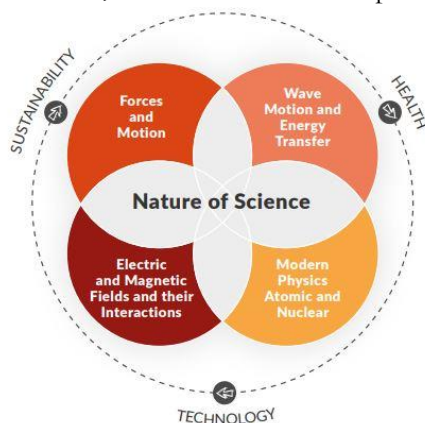 SUSTAINABILITY
HEALTH
Forces
and
Motion
Wave
Motion and
Energy
Transfer
Nature of Science
Electric
and Magnetic
Fields and their
Interactions
Modern
Physics
Atomic and
Nuclear
TECHNOLOGY